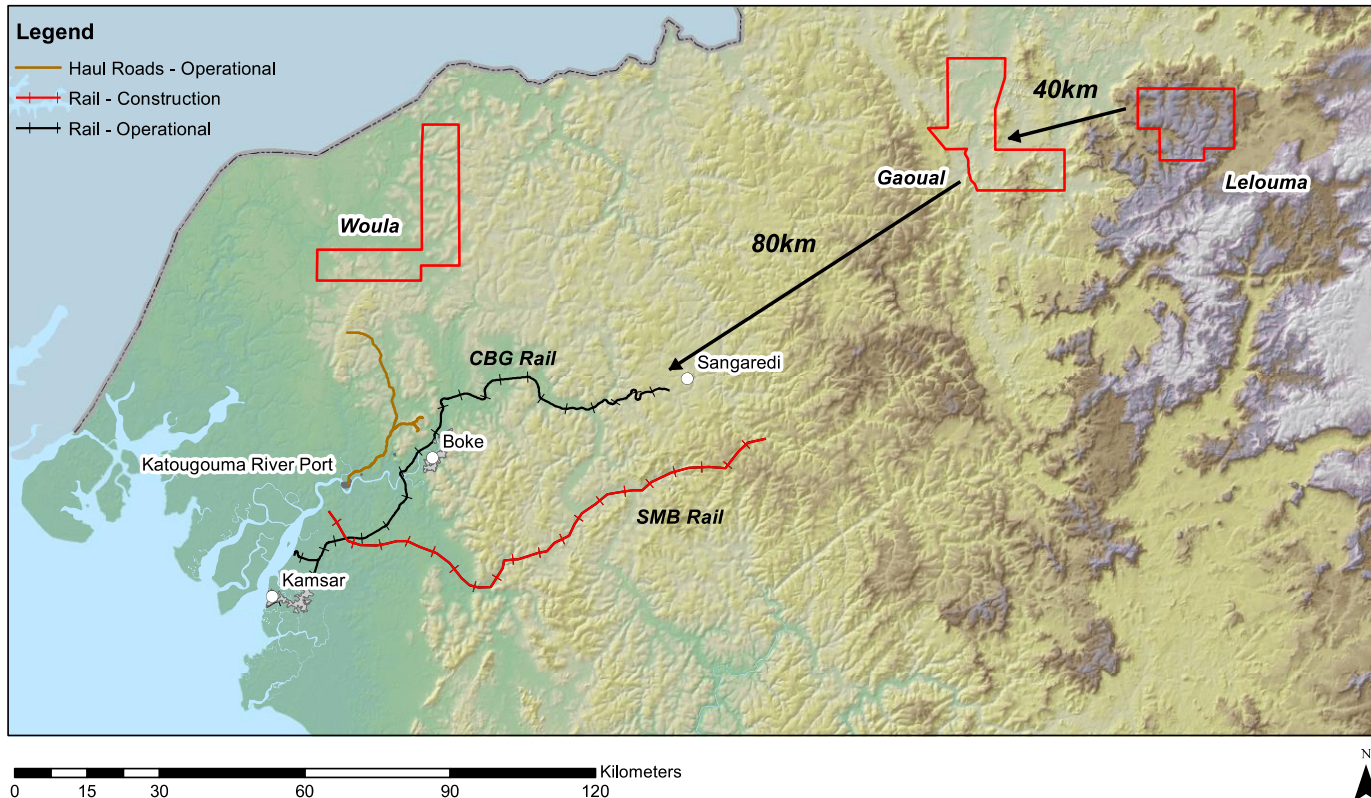 Legend
Haul Roads - Operational
Rail - Construction
Rail - Operational
40km
Gaoual
Lelouma
Woula
80km
CBG Rail
Sangaredi
Boke
Katougouma River Port
SMB Rail
Kamsar
Kilometers
0 15 30 60 90 120
N